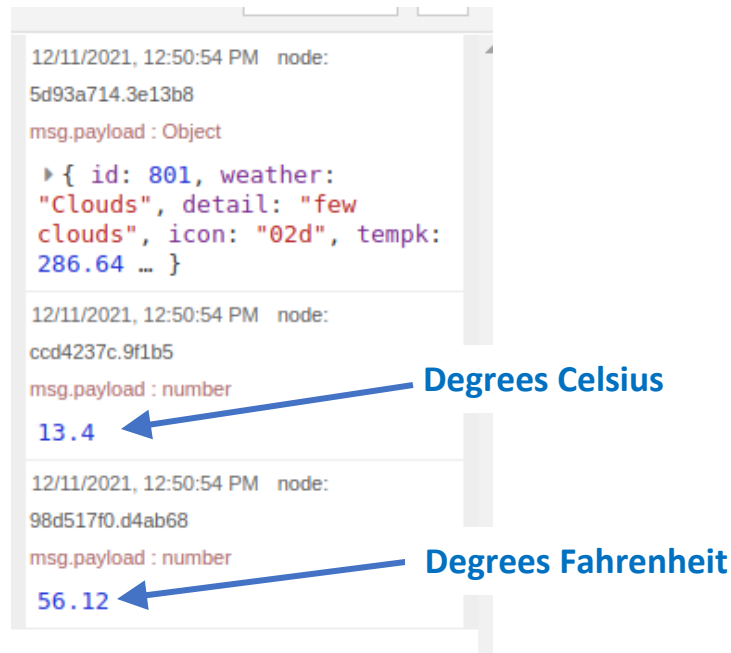 12/11/2021, 12:50:54 PM node:
5d93a714.3e13b8
msg.payload : Object
{ id: 801, weather:
"Clouds", detail: "few
clouds", icon: "02d", tempk:
286.64 … }
12/11/2021, 12:50:54 PM node:
ccd4237c.9f1b5
msg.payload : number
Degrees Celsius
13.4
12/11/2021, 12:50:54 PM node:
98d517f0.d4ab68
msg.payload : number
Degrees Fahrenheit
56.12